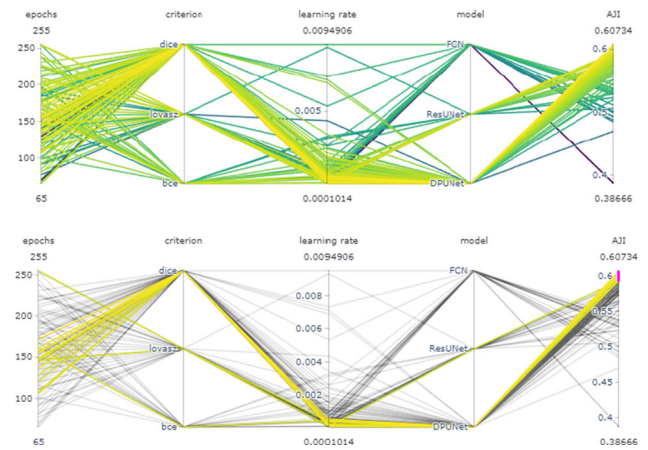 epochs criterion learning rate model AJI
255 0.0094906 0.60734
250 dice FCN 0.6
200
150 lovasz 0.005 ResUNet
100
bce DPUNet 0.4
65 0.0001014 0.38666
epochs criterion learning rate model AJI
255 0.0094906 0.60734
250 dice FCN 0.6
0.008
200 0.55
150 lovasz 0.004 ResUNet 0.5
0.006
100 0.002 0.45
bce DPUNet 0.4
65 0.0001014 0.38666